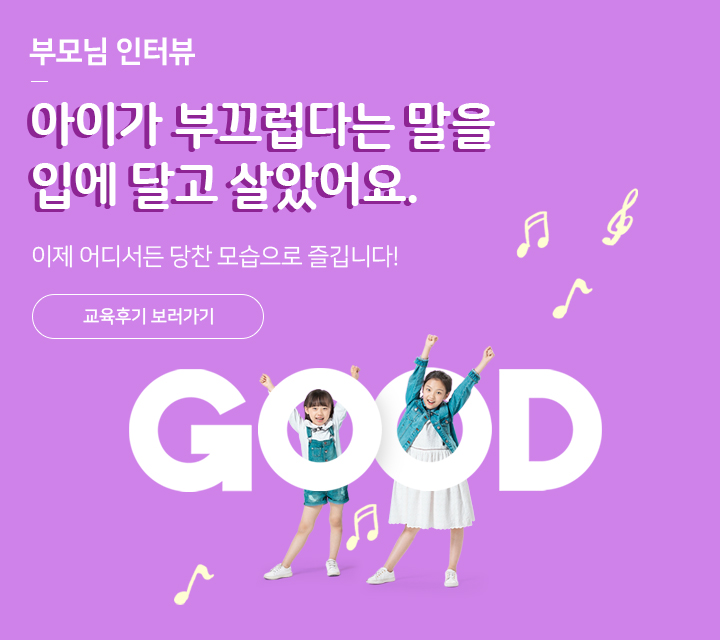 부모님 인터뷰
아이가 부끄럽다는 말을
입에 달고 살았어요.
이제 어디서든 당찬 모습으로 즐깁니다!
교육후기 보러가기
GOOD